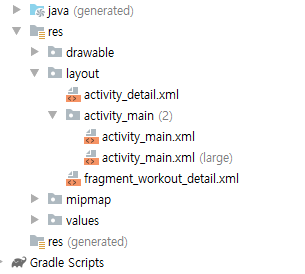 java (generated)
res
drawable
layout
activity_detail.xml
activity_main (2)
activity_main.xml
activity_main.xml (large)
fragment_workout_detail.xml
mipmap
values
res (generated)
Gradle Scripts